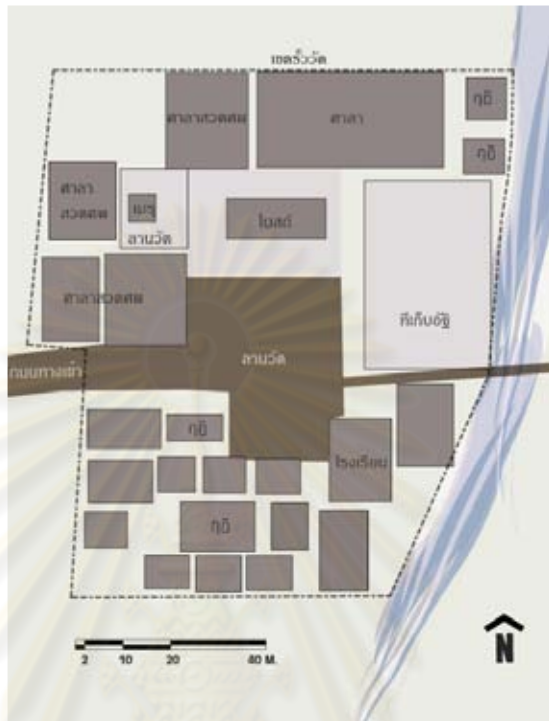 เขตรั้ววัด
ศาลาสวดศพ
ศาลา
กุฏิ
กุฏิ
ศาลา
สวดศพ
เมรุ
ลานวัด
โบสถ์
ศาลาสวดศพ
ที่เก็บอัฐิ
ลานวัด
ถนนทางเข้า
กุฏิ
โรงเรียน
กุฏิ
N
2 10 20 40 M.